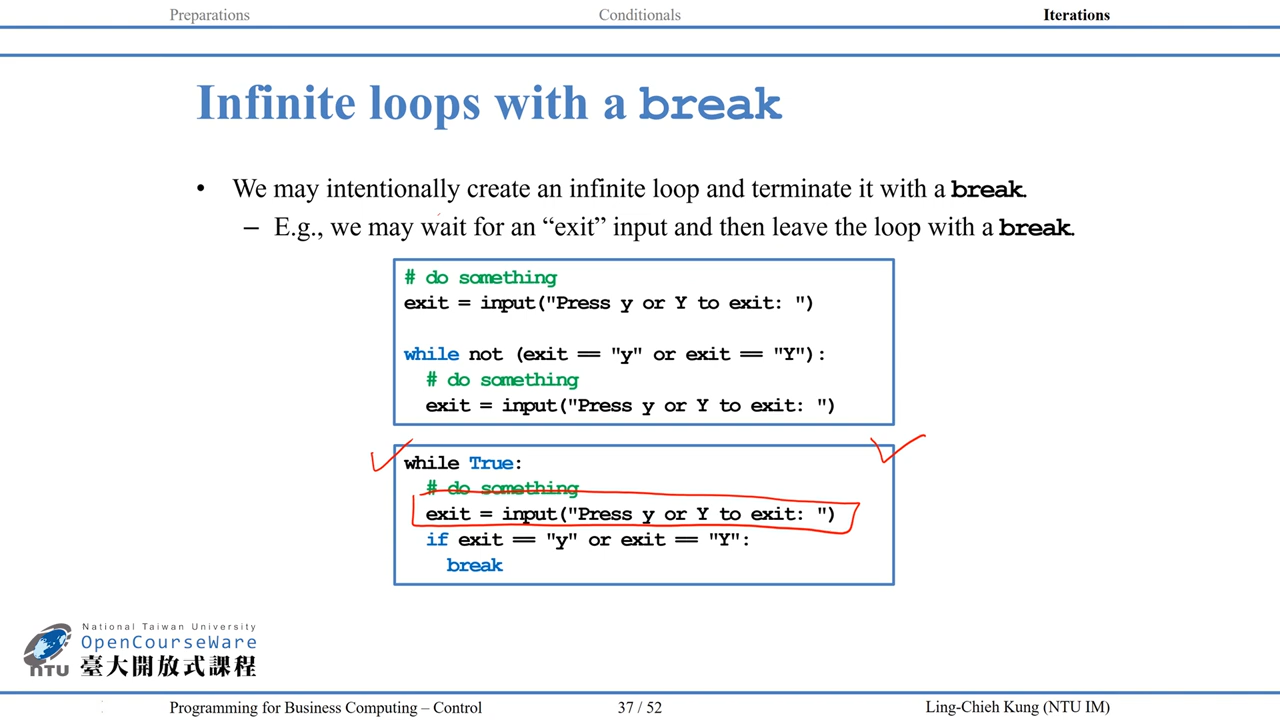 Preparations Conditionals Iterations
Infinite loops with a break
• We may intentionally create an infinite loop and terminate it with a break.
– E.g., we may wait for an “exit” input and then leave the loop with a break.
# do something
exit = input("Press y or Y to exit: ")
while not (exit == "y" or exit == "Y"):
# do something
exit = input("Press y or Y to exit: ")
while True:
# do something
exit = input("Press y or Y to exit: ")
if exit == "y" or exit == "Y":
break
National Taiwan University
OpenCourseWare
NTU 臺大開放式課程
Programming for Business Computing – Control 37 / 52 Ling-Chieh Kung (NTU IM)